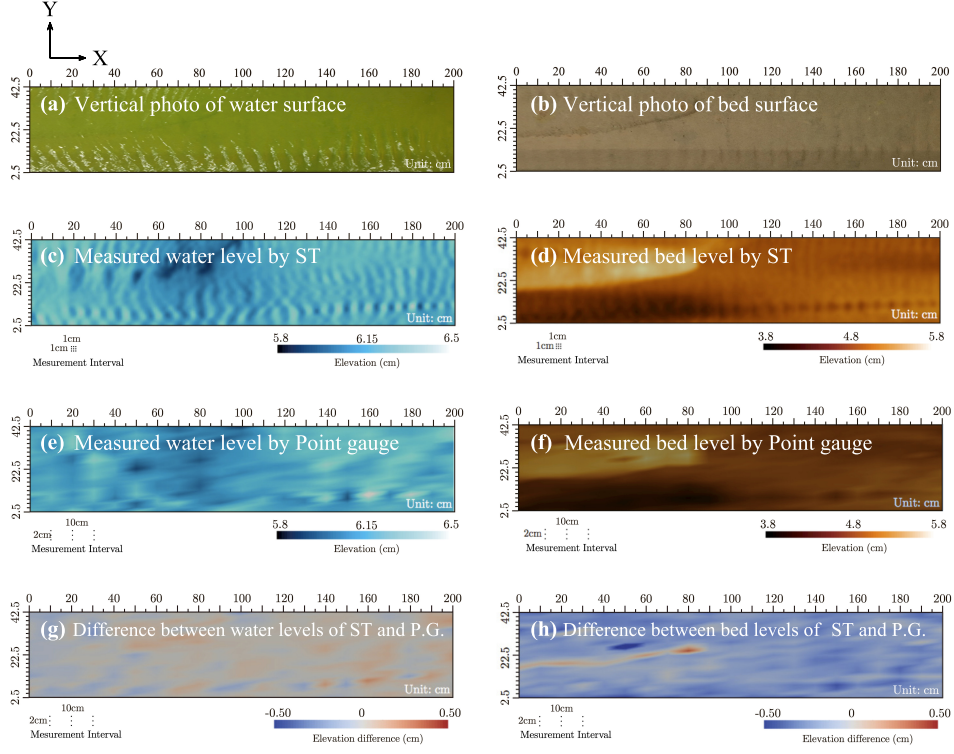 Y
X
0 20 40 60 80 100 120 140 160 180 200
42.5
22.5
2.5
(a) Vertical photo of water surface
Unit: cm
0 20 40 60 80 100 120 140 160 180 200
42.5
22.5
2.5
(b) Vertical photo of bed surface
Unit: cm
0 20 40 60 80 100 120 140 160 180 200
42.5
22.5
2.5
(c) Measured water level by ST
Unit: cm
1cm
1cm
Mesurement Interval
5.8 6.15 6.5
Elevation (cm)
0 20 40 60 80 100 120 140 160 180 200
42.5
22.5
2.5
(d) Measured bed level by ST
Unit: cm
1cm
1cm
Mesurement Interval
3.8 4.8 5.8
Elevation (cm)
0 20 40 60 80 100 120 140 160 180 200
42.5
22.5
2.5
(e) Measured water level by Point gauge
Unit: cm
10cm
2cm
Mesurement Interval
5.8 6.15 6.5
Elevation (cm)
0 20 40 60 80 100 120 140 160 180 200
42.5
22.5
2.5
(f) Measured bed level by Point gauge
Unit: cm
10cm
2cm
Mesurement Interval
3.8 4.8 5.8
Elevation (cm)
0 20 40 60 80 100 120 140 160 180 200
42.5
22.5
2.5
(g) Difference between water levels of ST and P.G.
Unit: cm
10cm
2cm
Mesurement Interval
-0.50 0 0.50
Elevation difference (cm)
0 20 40 60 80 100 120 140 160 180 200
42.5
22.5
2.5
(h) Difference between bed levels of ST and P.G.
Unit: cm
10cm
2cm
Mesurement Interval
-0.50 0 0.50
Elevation difference (cm)